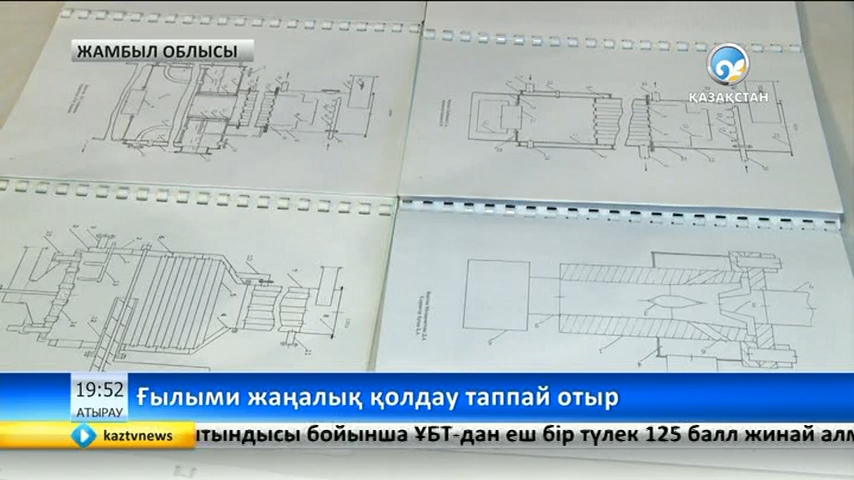 ЖАМБЫЛ ОБЛЫСЫ
ҚАЗАҚСТАН
19:52
АТЫРАУ
Ғылыми жаңалық қолдау таппай отыр
kaztvnews
тындысы бойынша ҰБТ-дан еш бір түлек 125 балл жинай алм